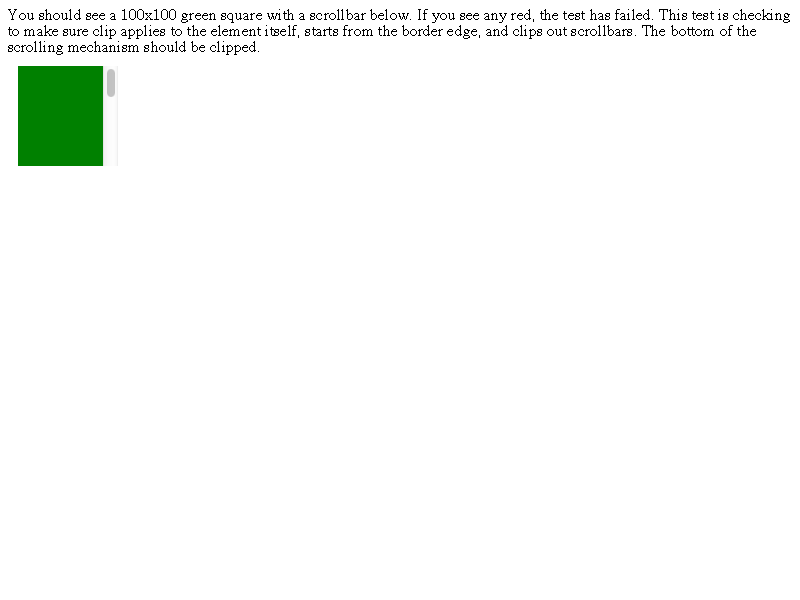 You should see a 100x100 green square with a scrollbar below. If you see any red, the test has failed. This test is checking
to make sure clip applies to the element itself, starts from the border edge, and clips out scrollbars. The bottom of the
scrolling mechanism should be clipped.